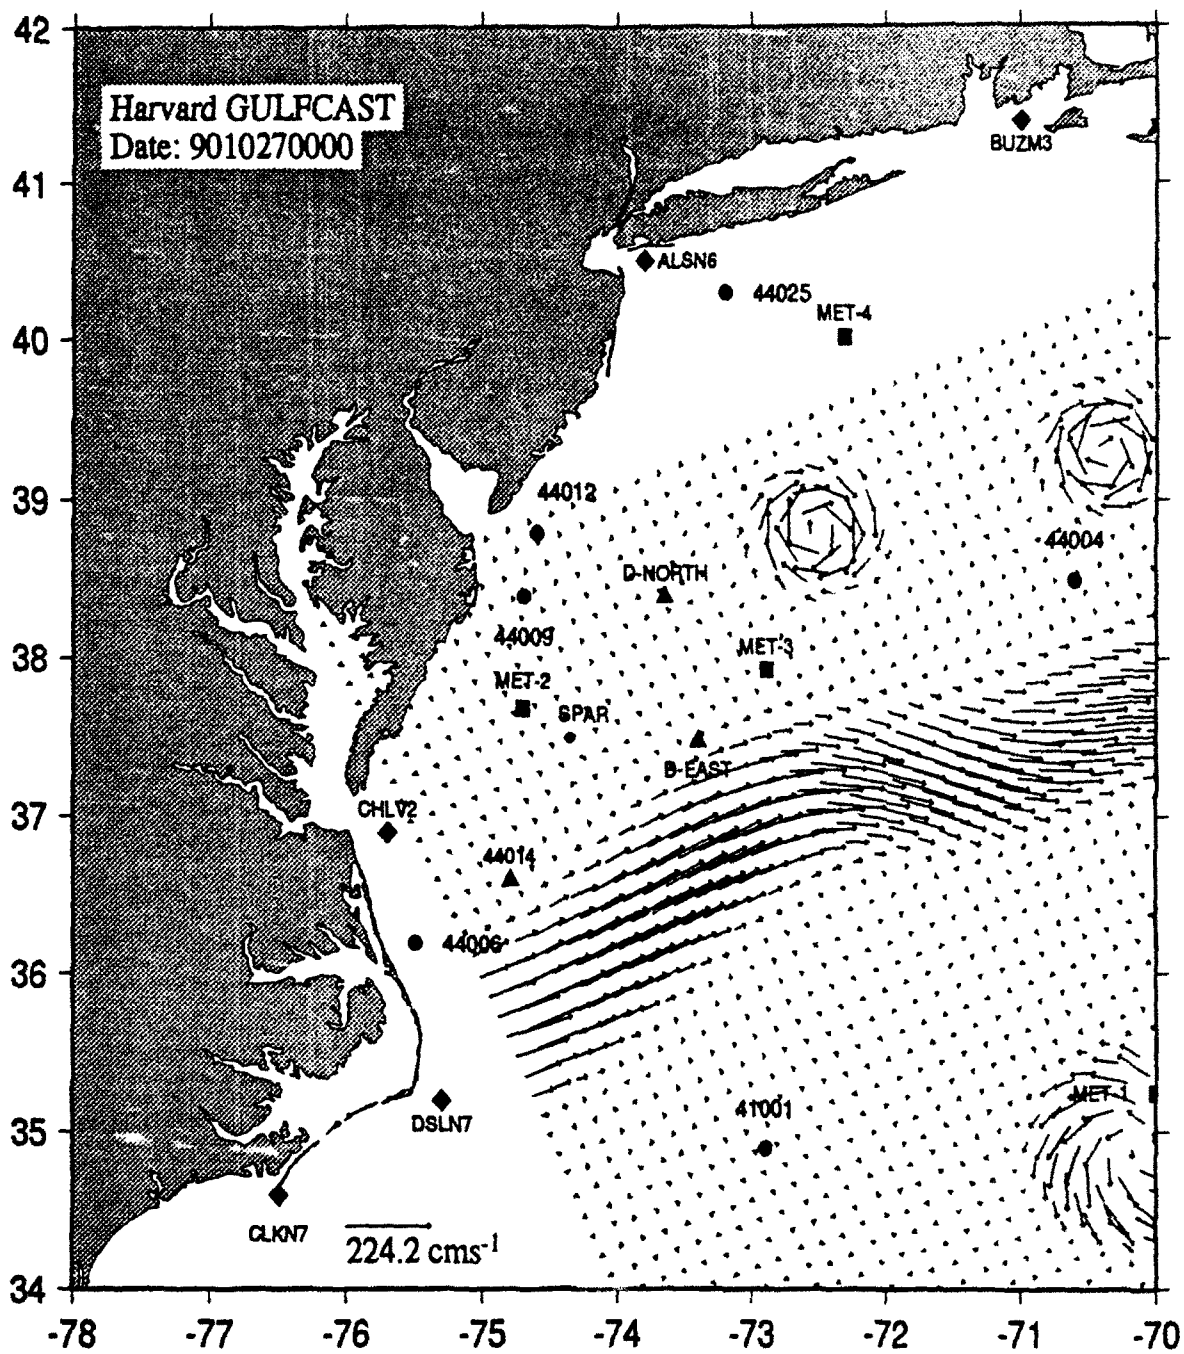 42
Harvard GULFCAST
Date: 9010270000
BUZM3
41
ALSN6
44025
MET-4
40
39
44012
44004
D-NORTH
44009
38
MET-3
MET-2
SPAR
B-EAST
37
CHLV2
44014
44006
36
MET-1
41001
35
DSLN7
CLKN7
224.2 cms⁻¹
34
-78 -77 -76 -75 -74 -73 -72 -71 -70